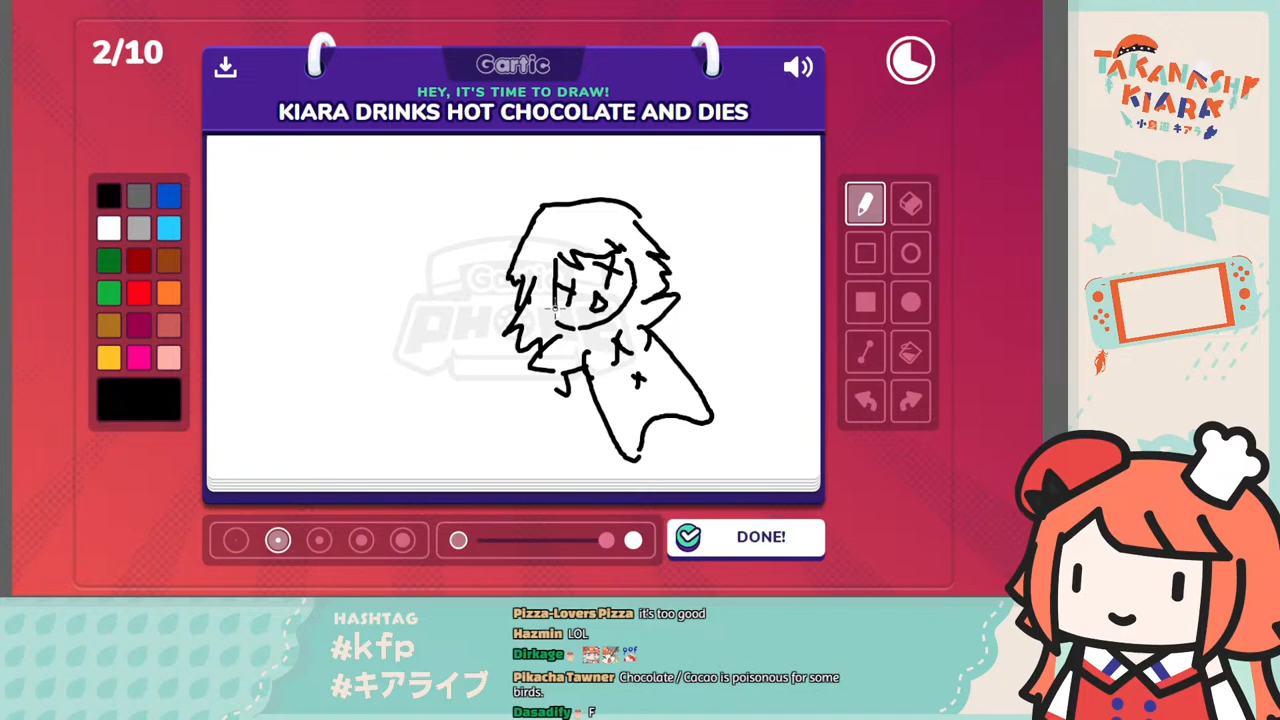 2/10
Gartic
HEY, IT'S TIME TO DRAW!
KIARA DRINKS HOT CHOCOLATE AND DIES
Gartic
PHONE
DONE!
TAKANASHI
KIARA
小鳥遊 キアラ
HASHTAG
#kfp
#キアライブ
Pizza-Lovers Pizza it's too good
Hazmin LOL
Dirkage
Pikacha Tawner Chocolate / Cacao is poisonous for some
birds.
Dasadify F